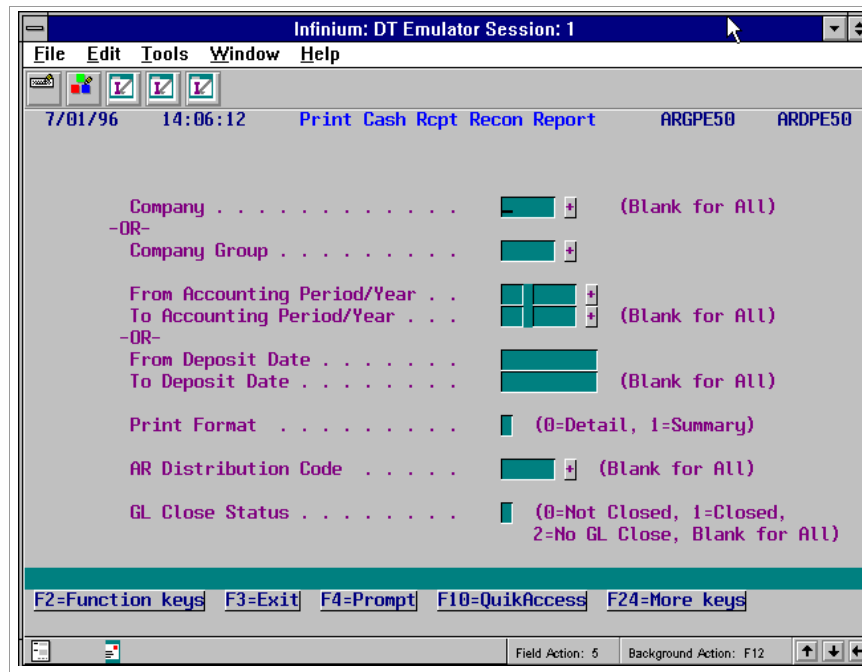 Infinium: DT Emulator Session: 1
File Edit Tools Window Help
7/01/96 14:06:12 Print Cash Rcpt Recon Report ARGPE50 ARDPE50
Company . . . . . . . . . . . . + (Blank for All)
-OR-
Company Group . . . . . . . . . +
From Accounting Period/Year . . +
To Accounting Period/Year . . . + (Blank for All)
-OR-
From Deposit Date . . . . . . .
To Deposit Date . . . . . . . . (Blank for All)
Print Format . . . . . . . . . (0=Detail, 1=Summary)
AR Distribution Code . . . . . + (Blank for All)
GL Close Status . . . . . . . . (0=Not Closed, 1=Closed,
2=No GL Close, Blank for All)
F2=Function keys F3=Exit F4=Prompt F10=QuikAccess F24=More keys
Field Action: 5 Background Action: F12